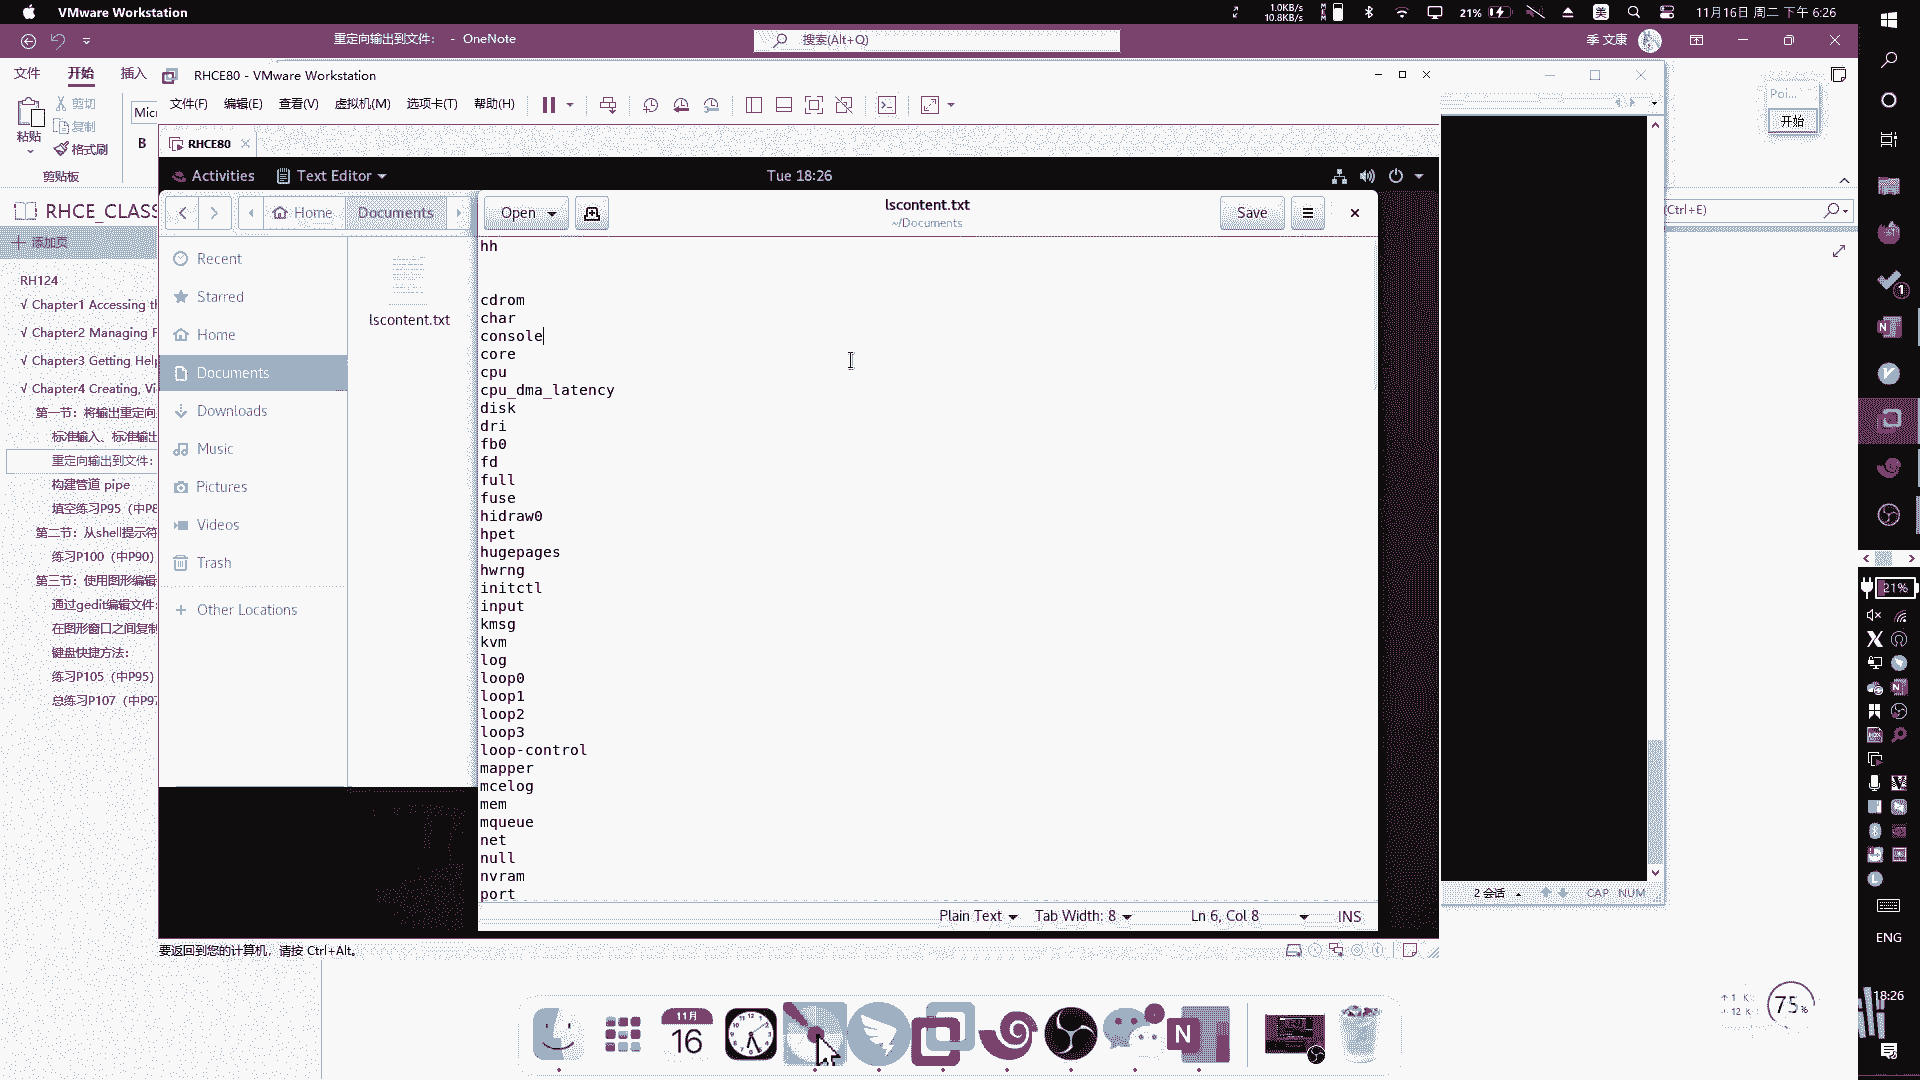 VMware Workstation
1.0KB/s
10.8KB/s
21%
美
11月16日 周二 下午 6:26
重定向输出到文件: - OneNote
搜索(Alt+Q)
季 文康
文件
开始
插入
RHCE80 - VMware Workstation
文件(F)
编辑(E)
查看(V)
虚拟机(M)
选项卡(T)
帮助(H)
剪切
复制
粘贴
格式刷
剪贴板
B
Poi...
开始
RHCE80
Activities
Text Editor
Tue 18:26
RHCE_CLASS
添加页
(Ctrl+E)
Home
Documents
Open
lscontent.txt
~/Documents
Save
RH124
√ Chapter1 Accessing th
√ Chapter2 Managing F
√ Chapter3 Getting Help
√ Chapter4 Creating, Vi
第一节：将输出重定向
标准输入、标准输出
重定向输出到文件:
构建管道 pipe
填空练习P95（中P8
第二节：从shell提示符
练习P100（中P90）
第三节：使用图形编辑
通过gedit编辑文件:
在图形窗口之间复制
键盘快捷方法:
练习P105（中P95）
总练习P107（中P97
Recent
Starred
Home
Documents
Downloads
Music
Pictures
Videos
Trash
Other Locations
lscontent.txt
hh
cdrom
char
console
core
cpu
cpu_dma_latency
disk
dri
fb0
fd
full
fuse
hidraw0
hpet
hugepages
hwrng
initctl
input
kmsg
kvm
log
loop0
loop1
loop2
loop3
loop-control
mapper
mcelog
mem
mqueue
net
null
nvram
port
Plain Text
Tab Width: 8
Ln 6, Col 8
INS
2 会话
CAP NUM
要返回到您的计算机，请按 Ctrl+Alt。
11月
16
75%
21%
ENG
18:26